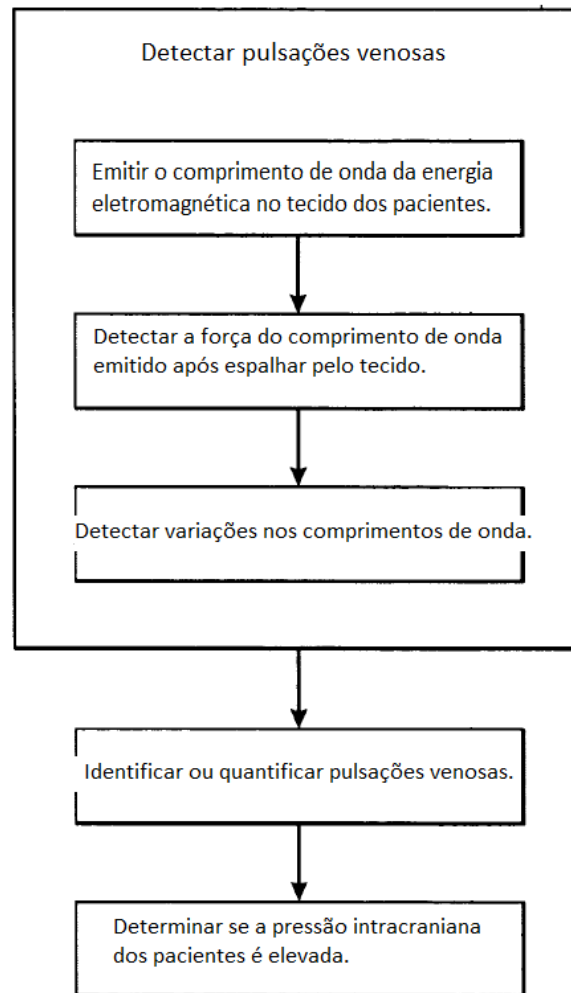 Detectar pulsações venosas
Emitir o comprimento de onda da energia
eletromagnética no tecido dos pacientes.
Detectar a força do comprimento de onda
emitido após espalhar pelo tecido.
Detectar variações nos comprimentos de onda.
Identificar ou quantificar pulsações venosas.
Determinar se a pressão intracraniana
dos pacientes é elevada.